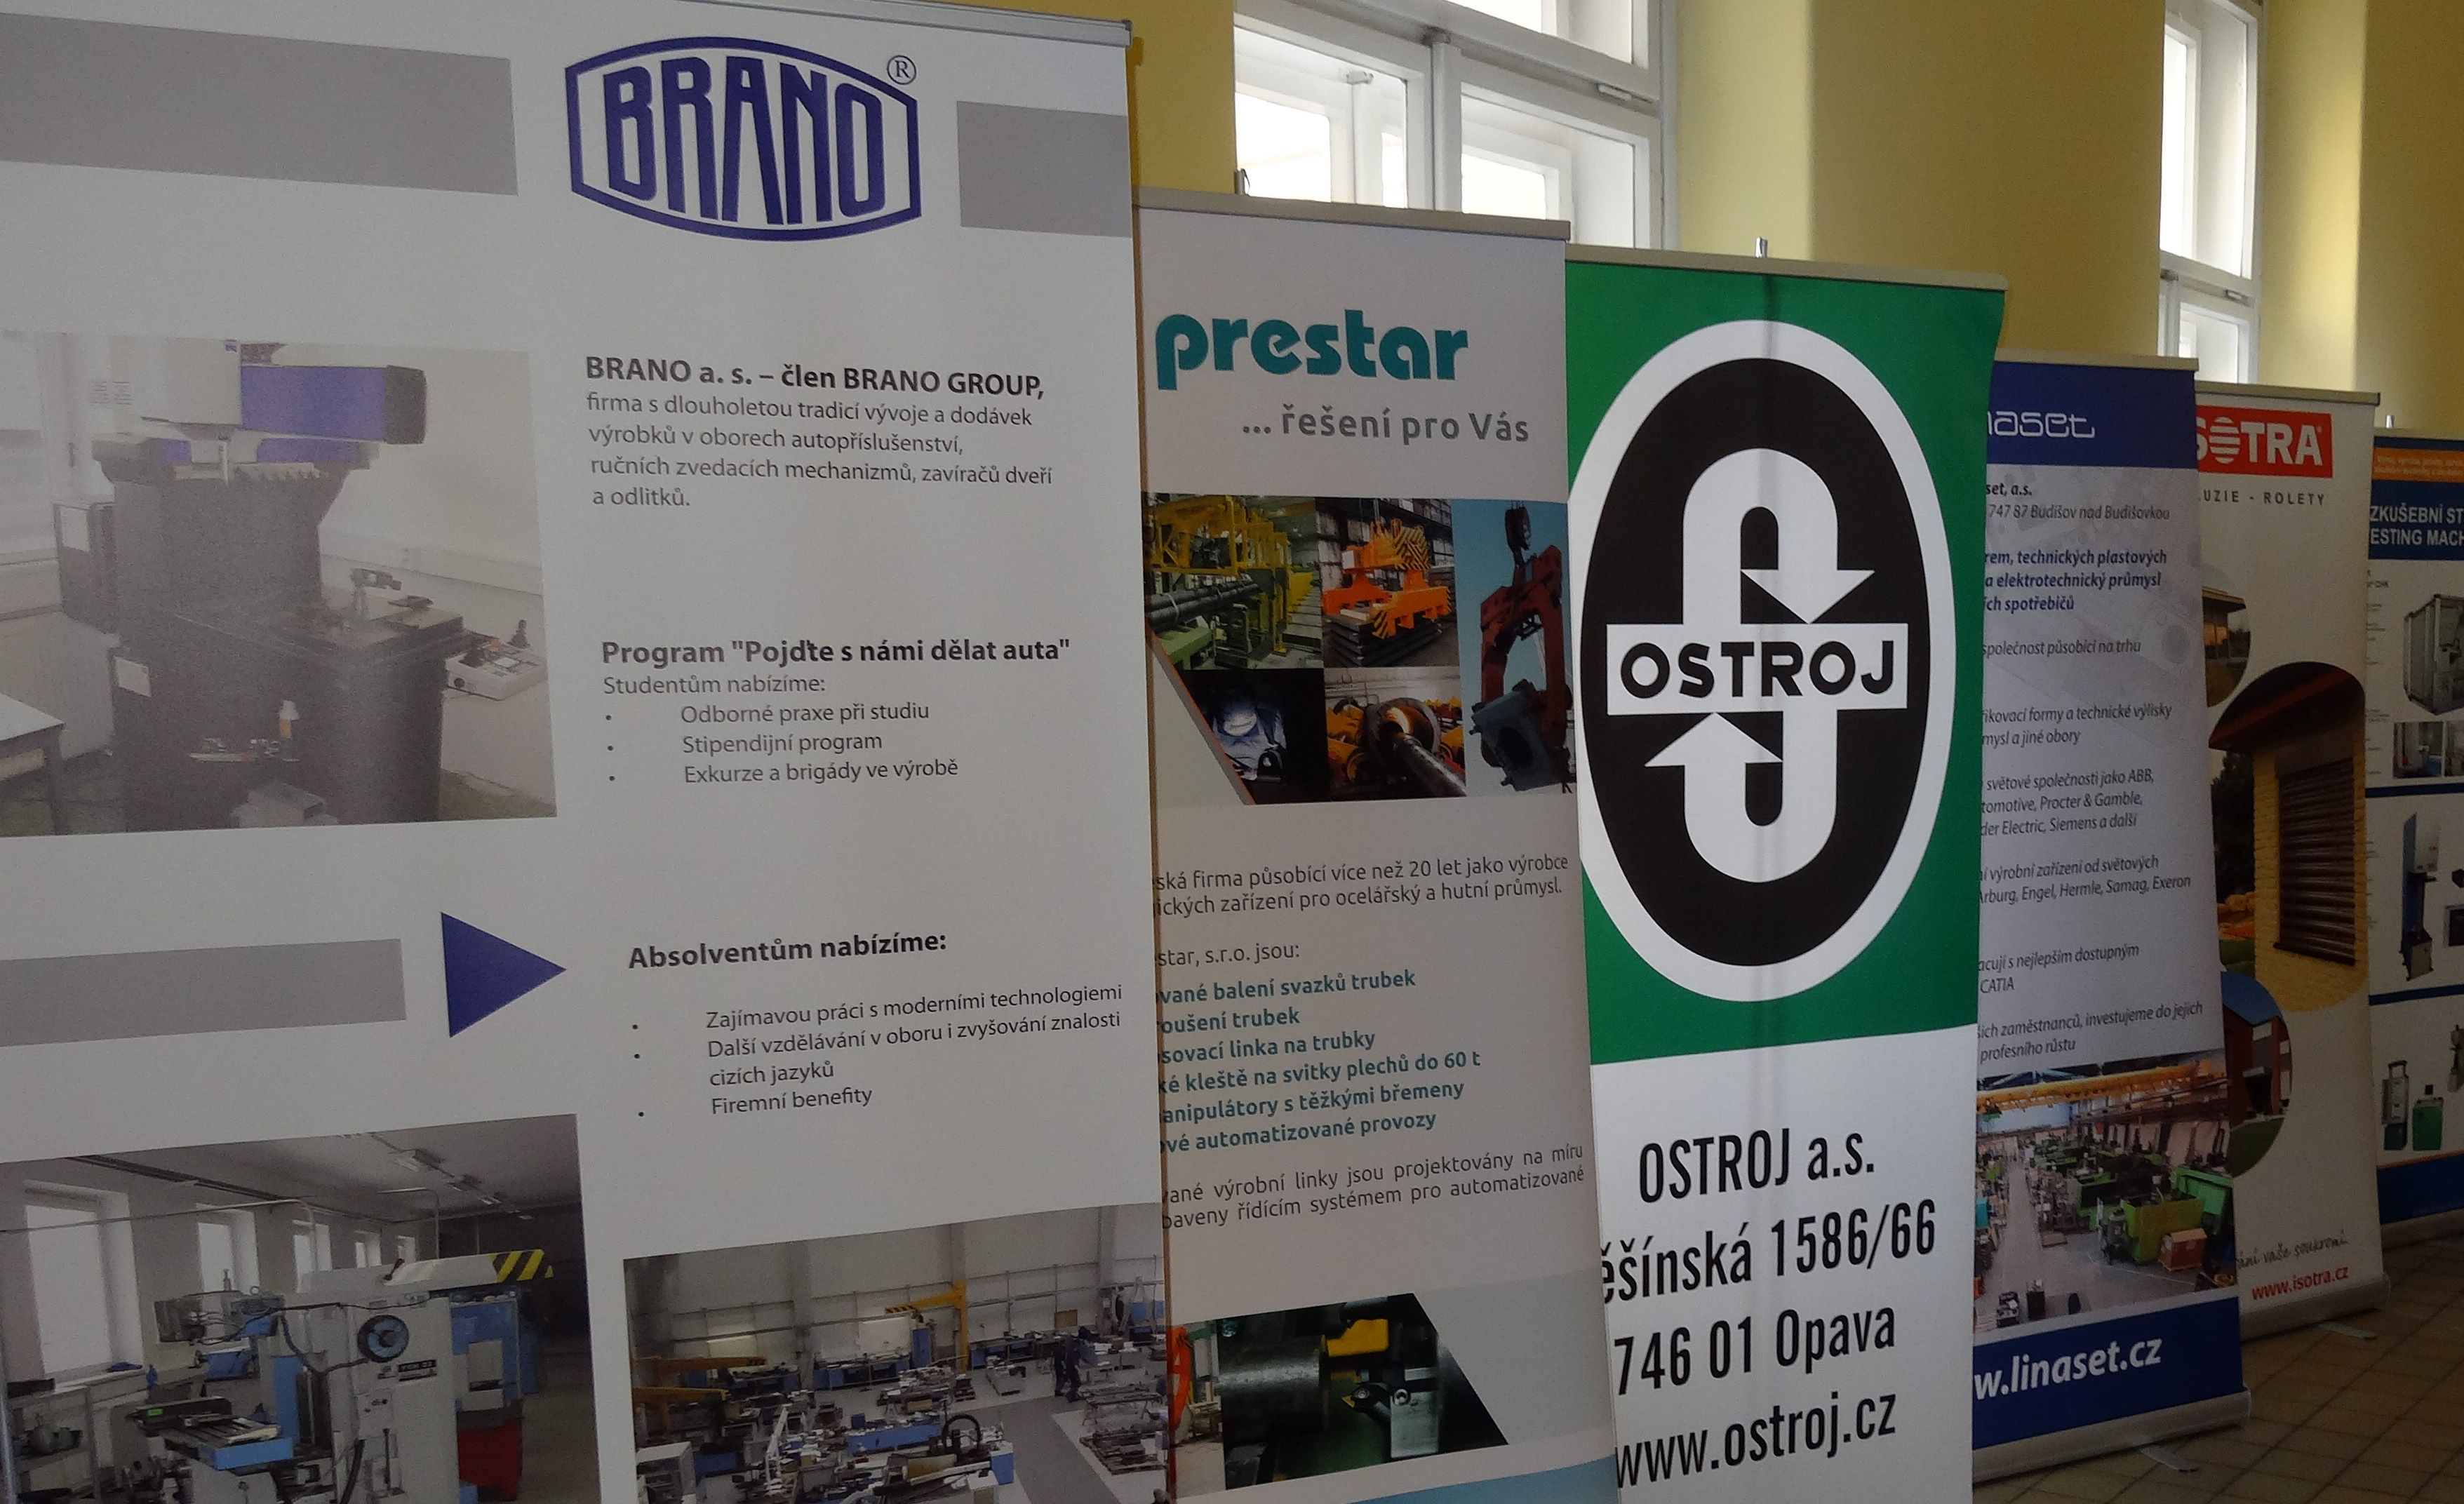 BRANO ®
BRANO a. s. – člen BRANO GROUP,
firma s dlouholetou tradicí vývoje a dodávek
výrobků v oborech autopříslušenství,
ručních zvedacích mechanizmů, zavíračů dveří
a odlitků.
Program "Pojďte s námi dělat auta"
Studentům nabízíme:
• Odborné praxe při studiu
• Stipendijní program
• Exkurze a brigády ve výrobě
Absolventům nabízíme:
• Zajímavou práci s moderními technologiemi
• Další vzdělávání v oboru i zvyšování znalosti
cizích jazyků
• Firemní benefity
prestar
... řešení pro Vás
ská firma působící více než 20 let jako výrobce
ických zařízení pro ocelářský a hutní průmysl.
star, s.r.o. jsou:
vané balení svazků trubek
oušení trubek
sovací linka na trubky
ké kleště na svitky plechů do 60 t
anipulátory s těžkými břemeny
vé automatizované provozy
ané výrobní linky jsou projektovány na míru
baveny řídícím systémem pro automatizované
OSTROJ
OSTROJ a.s.
ěšínská 1586/66
746 01 Opava
www.ostroj.cz
naset
set, a.s.
747 87 Budišov nad Budišovkou
rem, technických plastových
a elektrotechnický průmysl
ích spotřebičů
společnost působící na trhu
ikovací formy a technické výlisky
mysl a jiné obory
světové společnosti jako ABB,
tomotive, Procter & Gamble,
der Electric, Siemens a další
í výrobní zařízení od světových
Arburg, Engel, Hermle, Samag, Exeron
acují s nejlepším dostupným
CATIA
ich zaměstnanců, investujeme do jejich
profesního růstu
w.linaset.cz
SOTRA
UZIE - ROLETY
ání vaše soukromí.
www.isotra.cz
ZKUŠEBNÍ ST
ESTING MACH